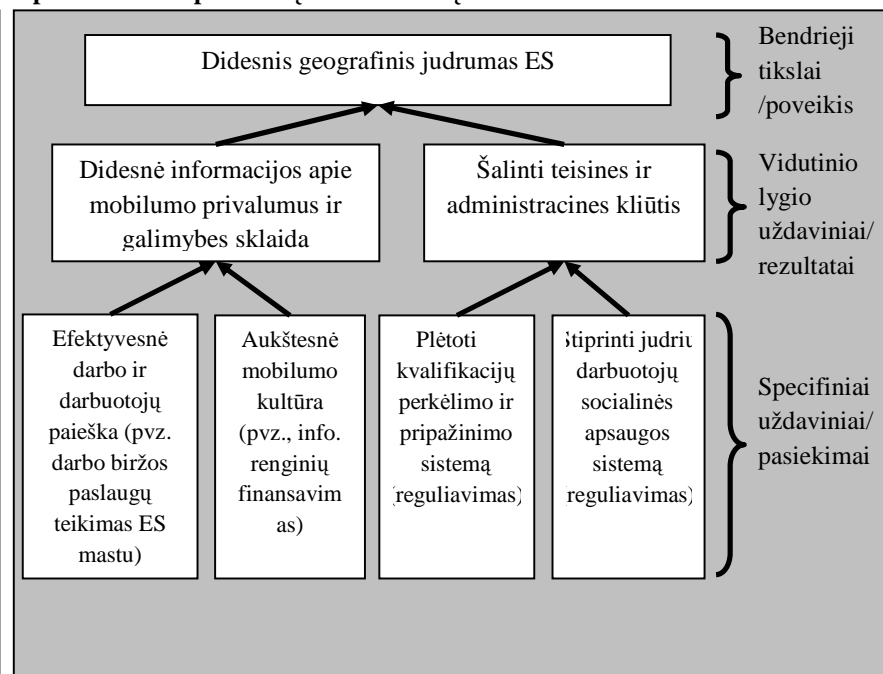 Didesnis geografinis judrumas ES
Bendrieji
tikslai
/poveikis
Didesnė informacijos apie
mobilumo privalumus ir
galimybes sklaida
Šalinti teisines ir
administracines kliūtis
Vidutinio
lygio
uždaviniai/
rezultatai
Efektyvesnė
darbo ir
darbuotojų
paieška (pvz.
darbo biržos
paslaugų
teikimas ES
mastu)
Aukštesnė
mobilumo
kultūra
(pvz., info.
renginių
finansavim
as)
Plėtoti
kvalifikacijų
perkėlimo ir
pripažinimo
sistemą
(reguliavimas)
Stiprinti judrių
darbuotojų
socialinės
apsaugos
sistemą
(reguliavimas)
Specifiniai
uždaviniai/
pasiekimai